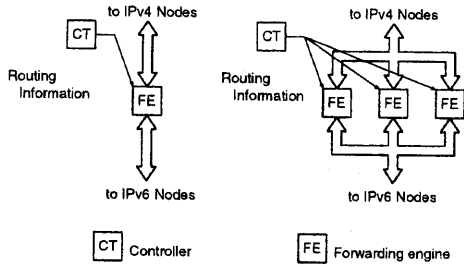 to IPv4 Nodes
CT
Routing
Information
FE
to IPv6 Nodes
to IPv4 Nodes
CT
Routing
Information
FE
FE
FE
to IPv6 Nodes
CT Controller
FE Forwarding engine